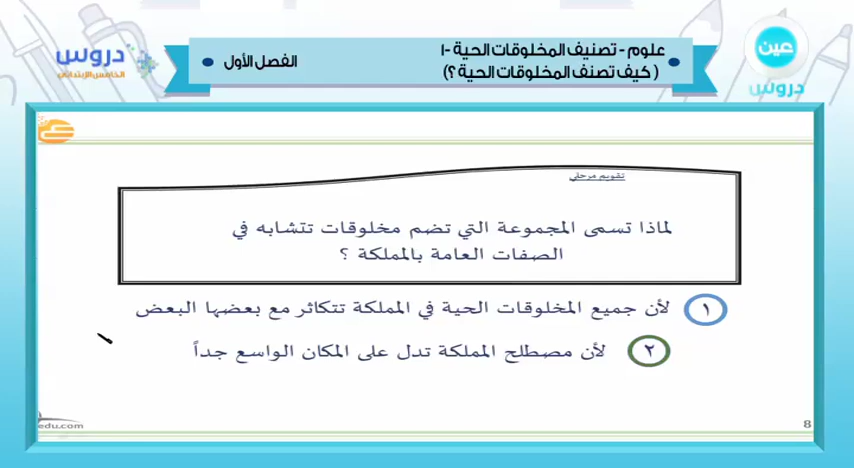 علوم - تصنيف المخلوقات الحية -١
( كيف تصنف المخلوقات الحية ؟)
الفصل الأول
عين
دروس
دروس
الخامس الإبتدائي
تقويم مرحلي
لماذا تسمى المجموعة التي تضم مخلوقات تتشابه في
الصفات العامة بالمملكة ؟
١ لأن جميع المخلوقات الحية في المملكة تتكاثر مع بعضها البعض
٢ لأن مصطلح المملكة تدل على المكان الواسع جداً
edu.com
8